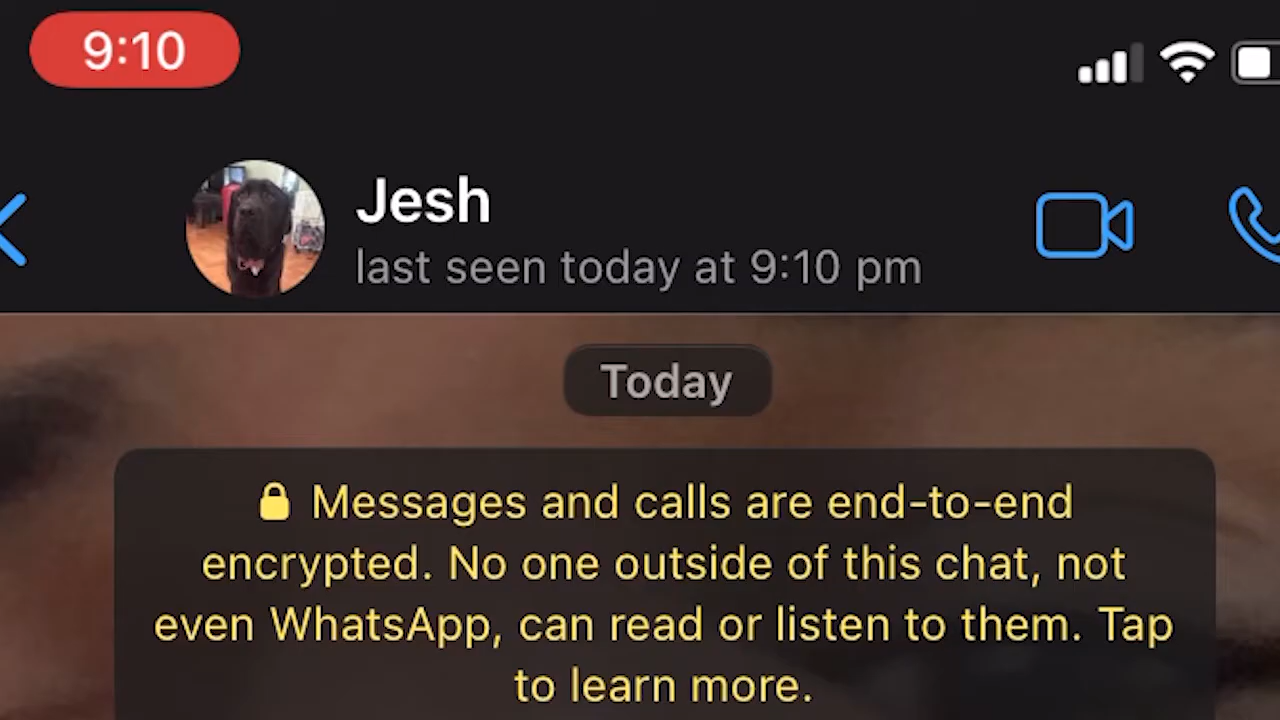 9:10
Jesh
last seen today at 9:10 pm
Today
Messages and calls are end-to-end
encrypted. No one outside of this chat, not
even WhatsApp, can read or listen to them. Tap
to learn more.